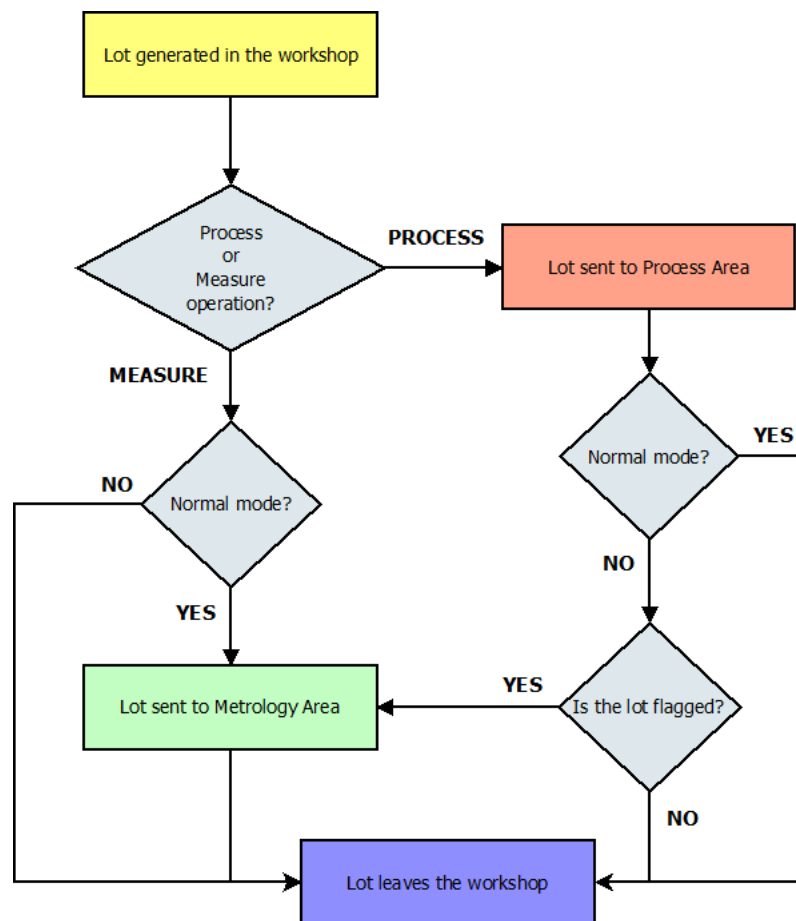 Lot generated in the workshop
Process
or
Measure
operation?
PROCESS
Lot sent to Process Area
MEASURE
Normal mode?
YES
NO
Normal mode?
NO
YES
Lot sent to Metrology Area
YES
Is the lot flagged?
NO
Lot leaves the workshop